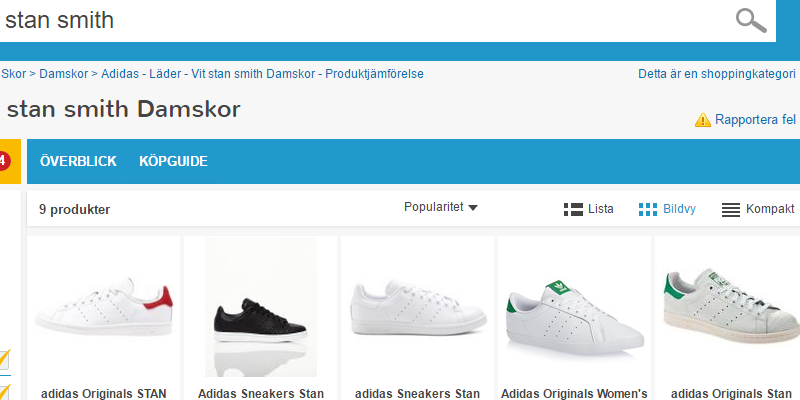 stan smith
Skor > Damskor > Adidas - Läder - Vit stan smith Damskor - Produktjämförelse
Detta är en shoppingkategori
stan smith Damskor
Rapportera fel
4
ÖVERBLICK KÖPGUIDE
9 produkter
Popularitet
Lista
Bildvy
Kompakt
adidas Originals STAN
Adidas Sneakers Stan
adidas Sneakers Stan
Adidas Originals Women's
adidas Originals Stan